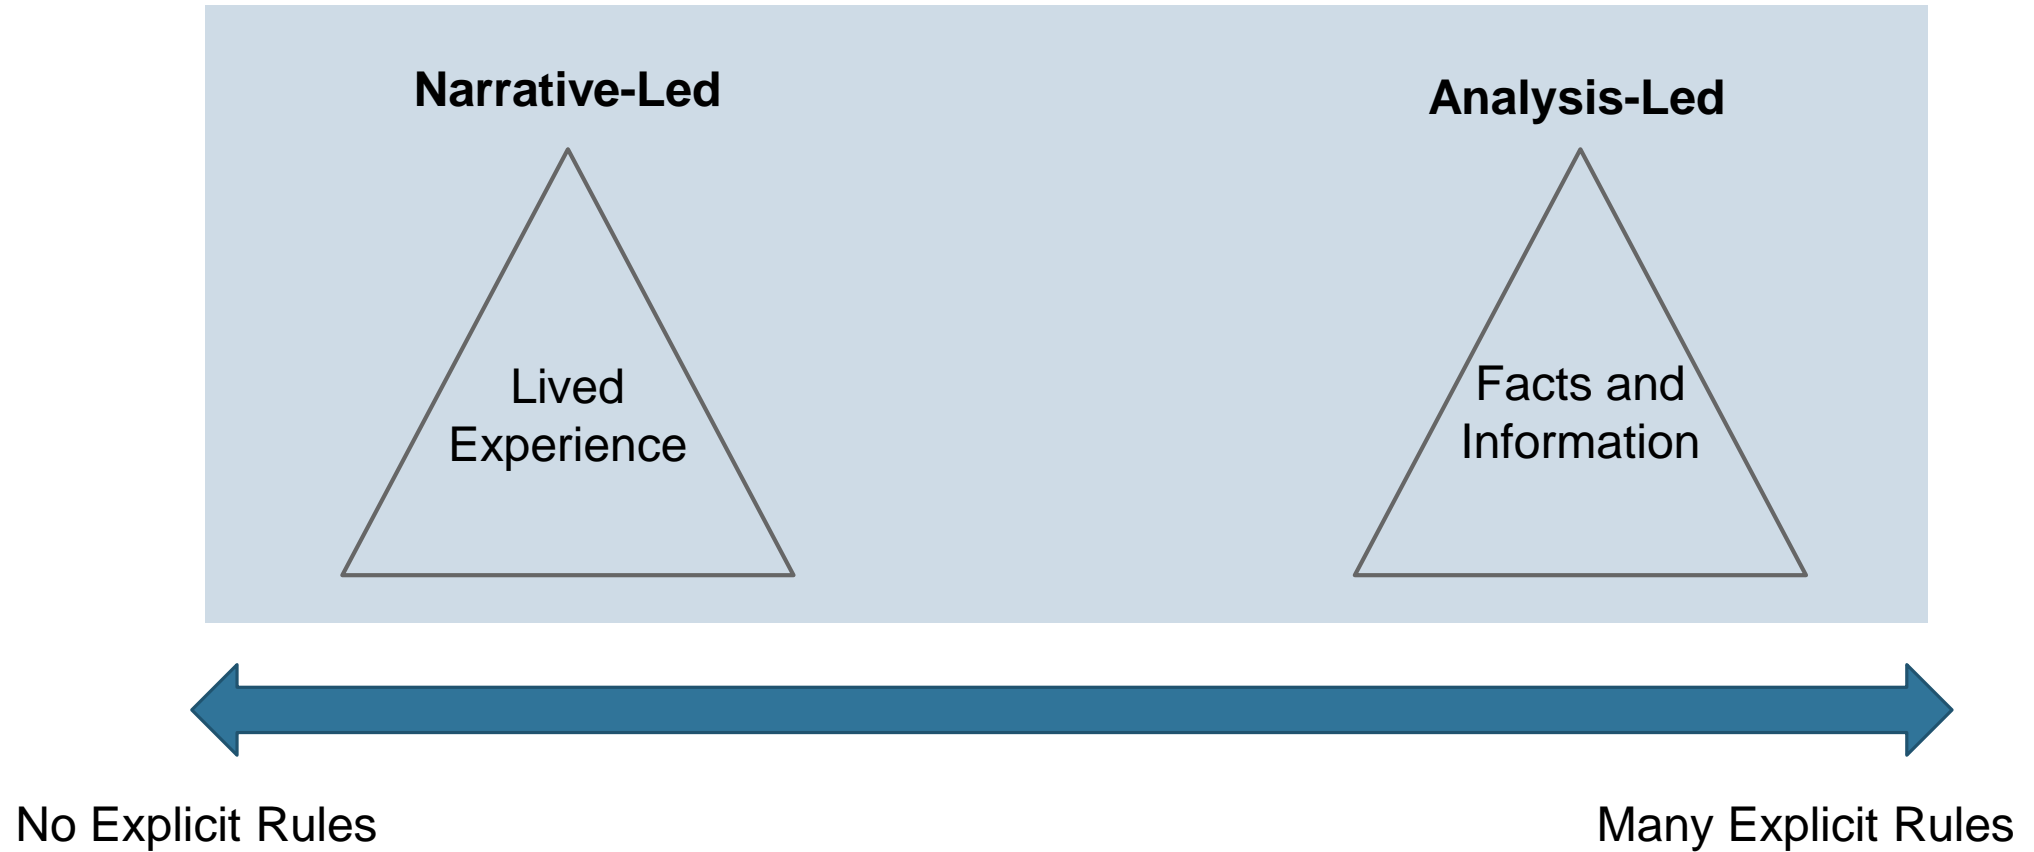 Narrative-Led
Analysis-Led
Lived
Experience
Facts and
Information
No Explicit Rules
Many Explicit Rules